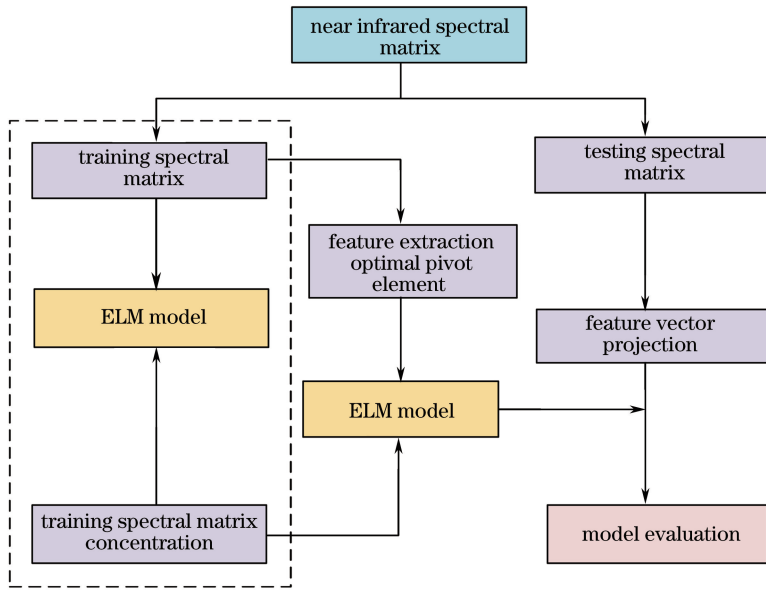 near infrared spectral
matrix
training spectral
matrix
testing spectral
matrix
feature extraction
optimal pivot
element
ELM model
feature vector
projection
ELM model
training spectral matrix
concentration
model evaluation